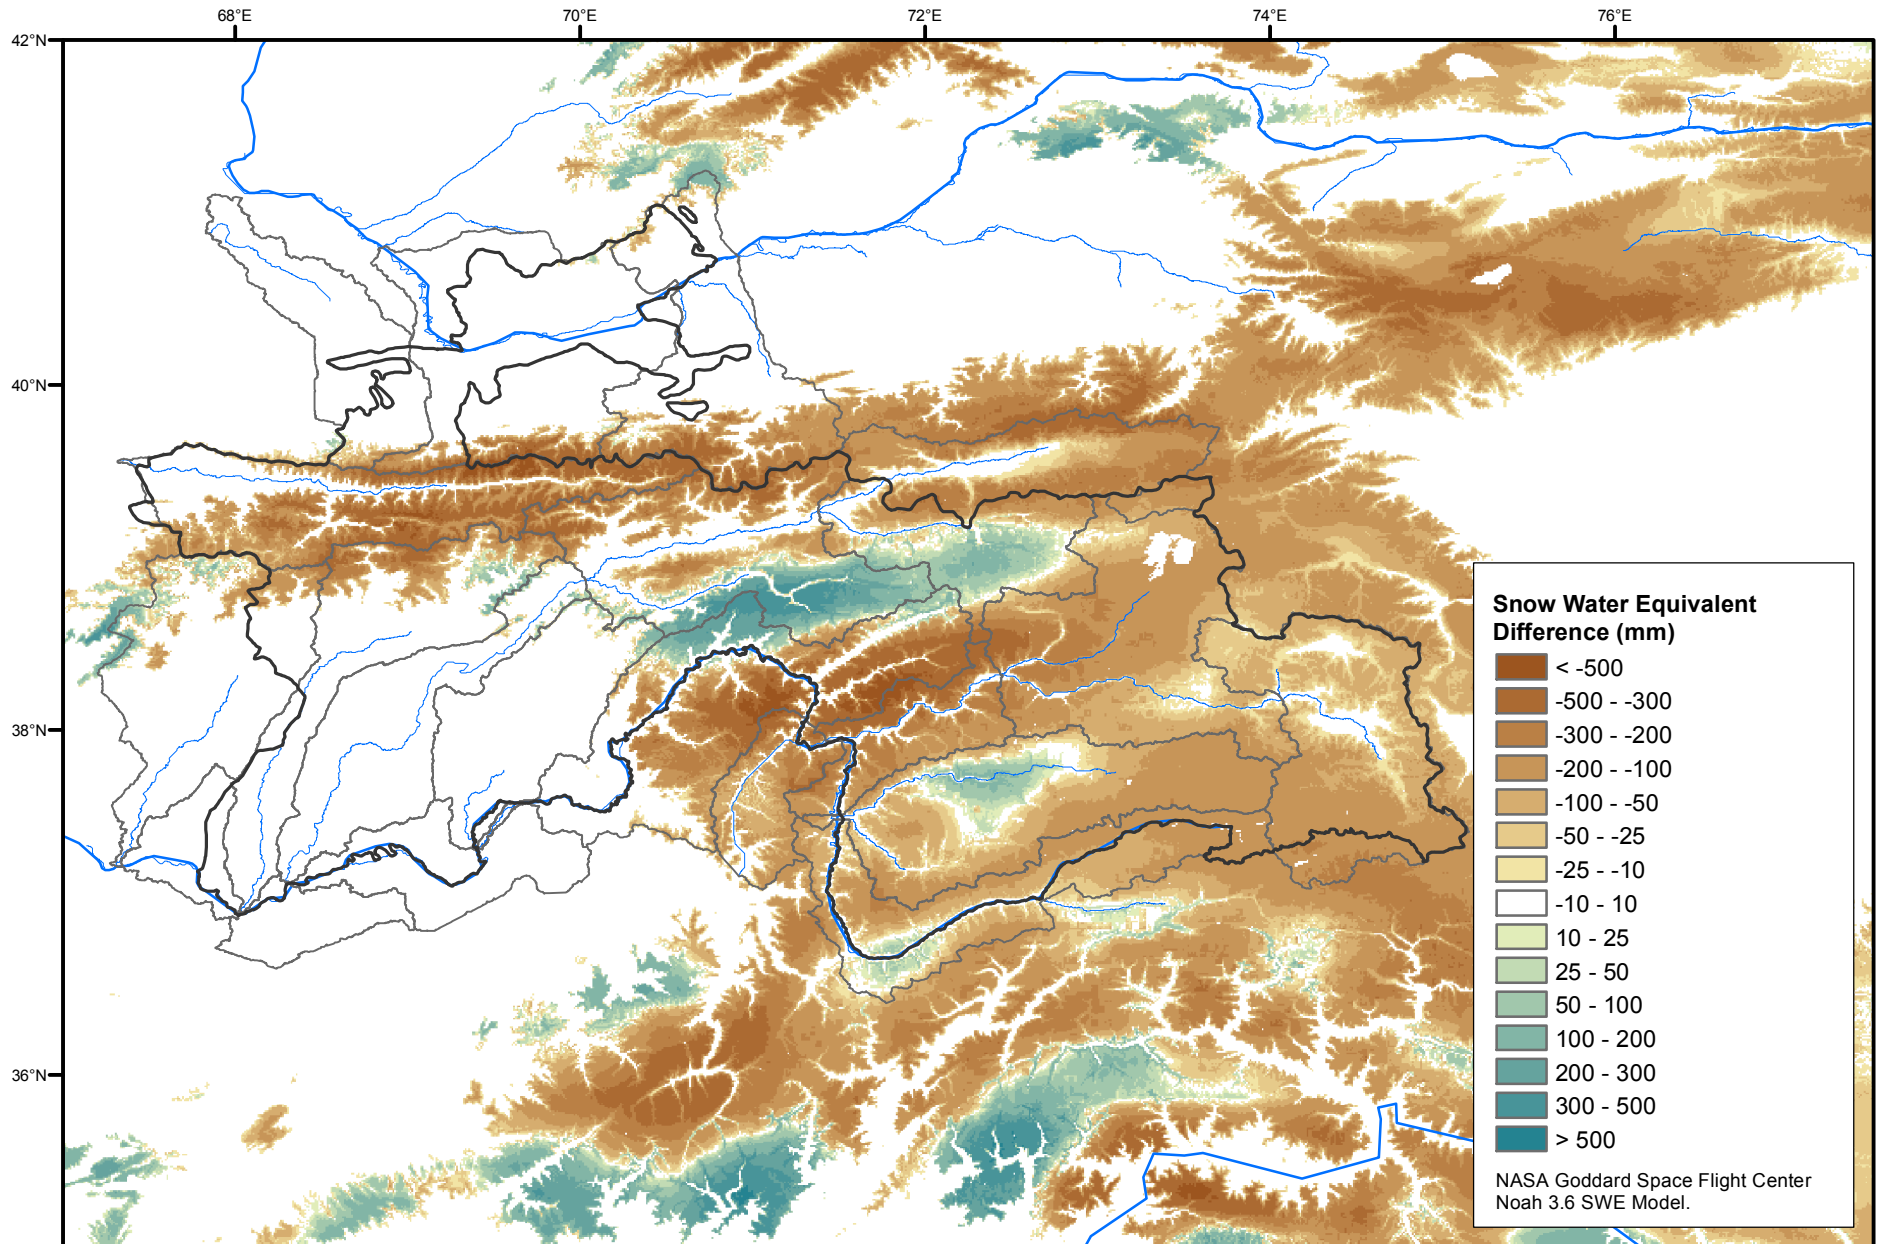 68°E
70°E
72°E
74°E
76°E
42°N
40°N
38°N
36°N
Snow Water Equivalent
Difference (mm)
< -500
-500 - -300
-300 - -200
-200 - -100
-100 - -50
-50 - -25
-25 - -10
-10 - 10
10 - 25
25 - 50
50 - 100
100 - 200
200 - 300
300 - 500
> 500
NASA Goddard Space Flight Center
Noah 3.6 SWE Model.